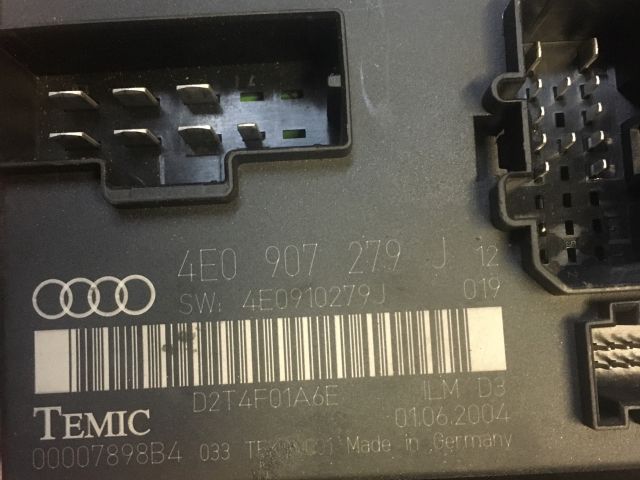 4E0 907 279 J 12
SW: 4E0910279J 019
D2T4F01A6E ILM D3
TEMIC 01.06.2004
00007898B4 033 Made in Germany